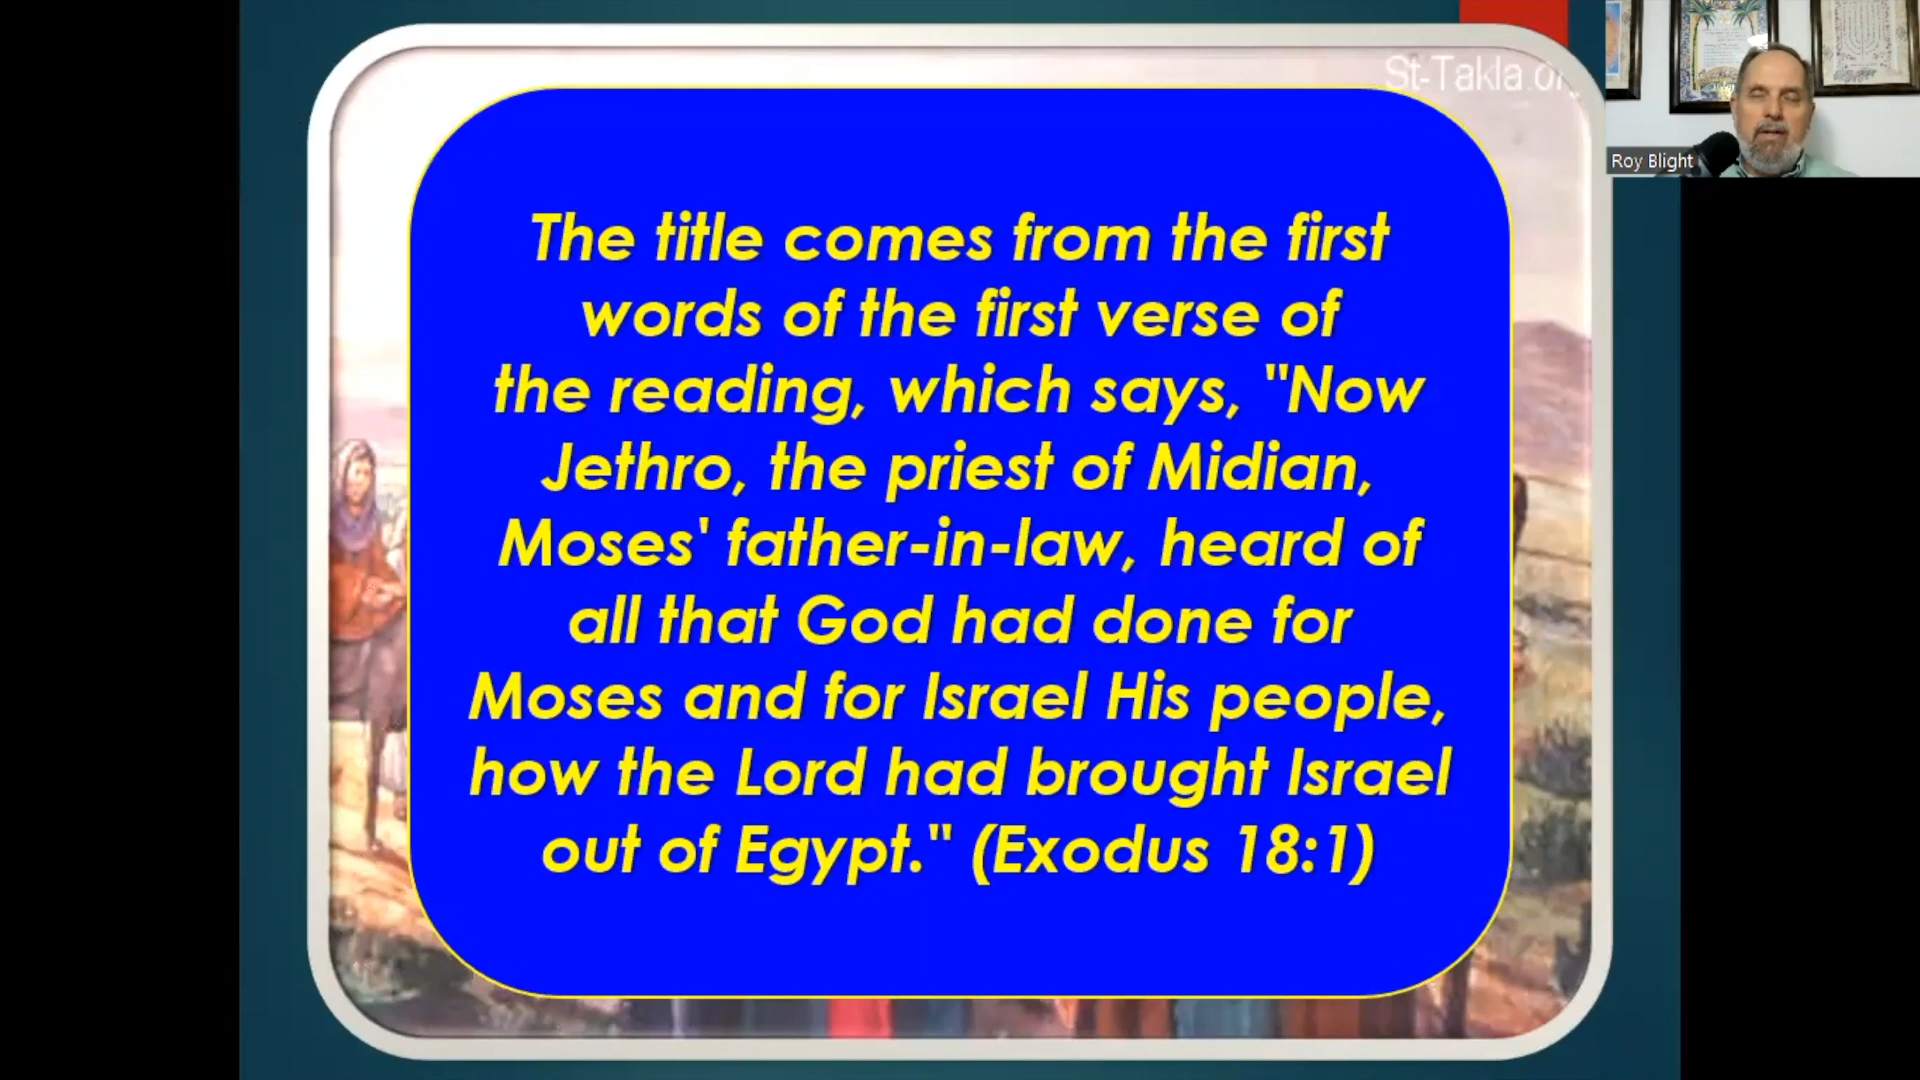 St-Takla.or
Roy Blight
The title comes from the first
words of the first verse of
the reading, which says, "Now
Jethro, the priest of Midian,
Moses' father-in-law, heard of
all that God had done for
Moses and for Israel His people,
how the Lord had brought Israel
out of Egypt." (Exodus 18:1)